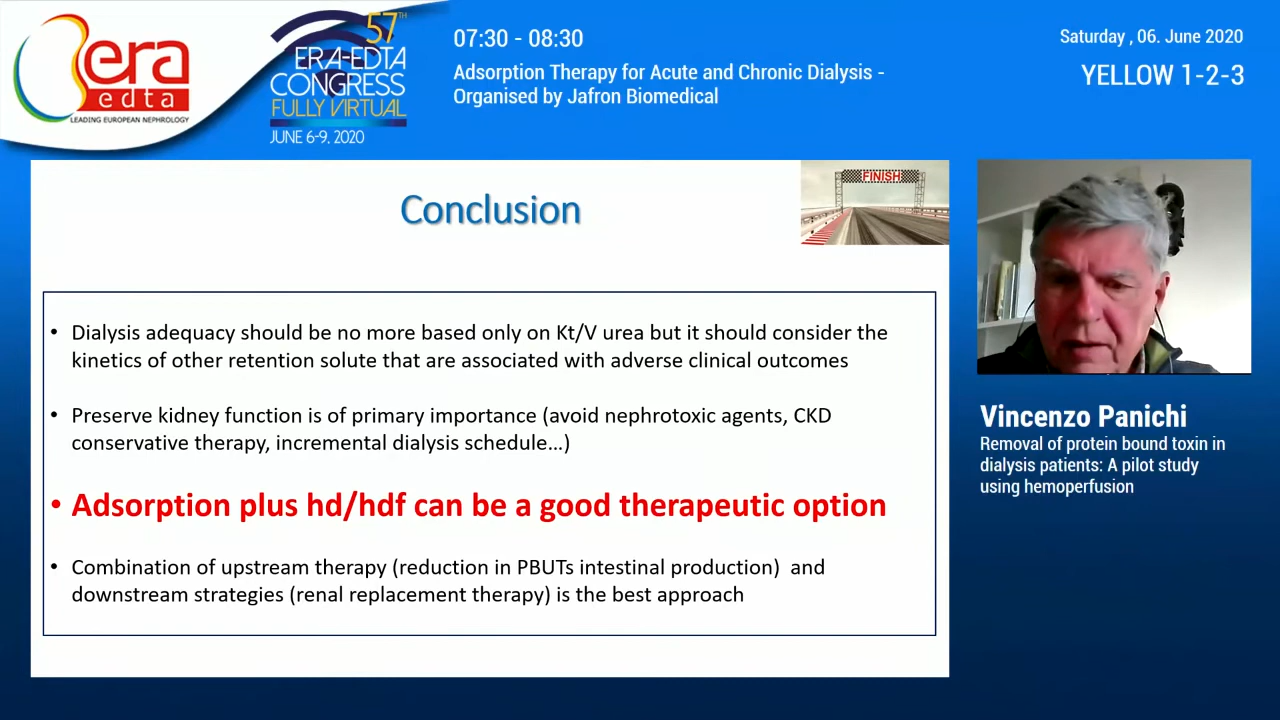 era
edta
LEADING EUROPEAN NEPHROLOGY
57TH
ERA-EDTA
CONGRESS
FULLY VIRTUAL
JUNE 6-9, 2020
07:30 - 08:30
Adsorption Therapy for Acute and Chronic Dialysis -
Organised by Jafron Biomedical
Saturday , 06. June 2020
YELLOW 1-2-3
Conclusion
FINISH
• Dialysis adequacy should be no more based only on Kt/V urea but it should consider the
kinetics of other retention solute that are associated with adverse clinical outcomes
• Preserve kidney function is of primary importance (avoid nephrotoxic agents, CKD
conservative therapy, incremental dialysis schedule...)
• Adsorption plus hd/hdf can be a good therapeutic option
• Combination of upstream therapy (reduction in PBUTs intestinal production) and
downstream strategies (renal replacement therapy) is the best approach
Vincenzo Panichi
Removal of protein bound toxin in
dialysis patients: A pilot study
using hemoperfusion